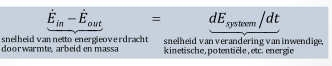 Ė_in − Ė_out = dE_systeem/dt
snelheid van netto energieoverdracht snelheid van verandering van inwendige,
door warmte, arbeid en massa kinetische, potentiële, etc. energie